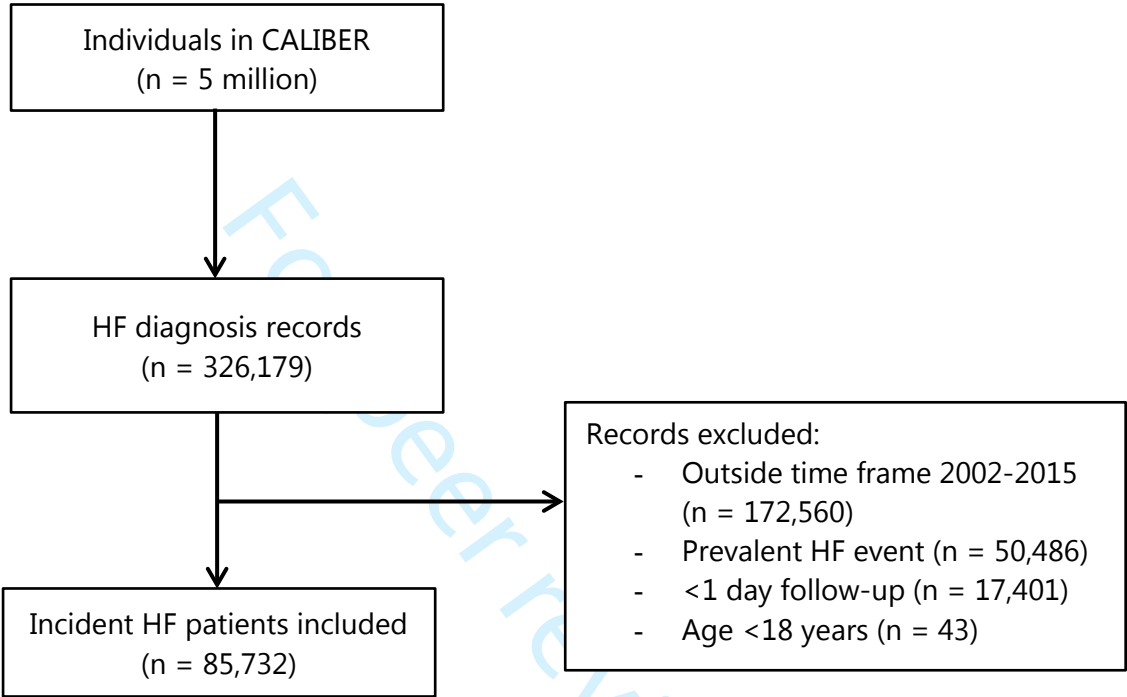 Individuals in CALIBER
(n = 5 million)
HF diagnosis records
(n = 326,179)
Records excluded:
- Outside time frame 2002-2015
(n = 172,560)
- Prevalent HF event (n = 50,486)
- <1 day follow-up (n = 17,401)
- Age <18 years (n = 43)
Incident HF patients included
(n = 85,732)